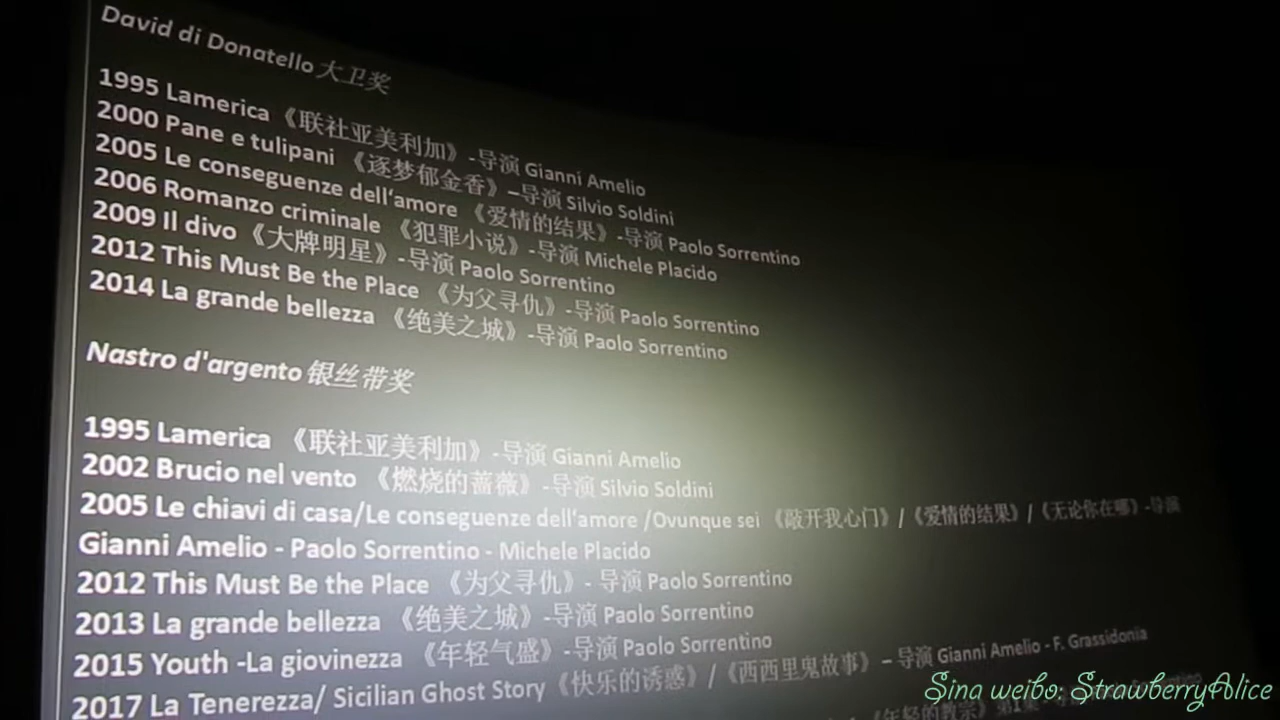 David di Donatello 大卫奖
1995 Lamerica 《联社亚美利加》-导演 Gianni Amelio
2000 Pane e tulipani 《逐梦郁金香》–导演 Silvio Soldini
2005 Le conseguenze dell‘amore 《爱情的结果》-导演 Paolo Sorrentino
2006 Romanzo criminale 《犯罪小说》-导演 Michele Placido
2009 Il divo 《大牌明星》-导演 Paolo Sorrentino
2012 This Must Be the Place 《为父寻仇》-导演 Paolo Sorrentino
2014 La grande bellezza 《绝美之城》-导演 Paolo Sorrentino
Nastro d'argento 银丝带奖
1995 Lamerica 《联社亚美利加》-导演 Gianni Amelio
2002 Brucio nel vento 《燃烧的蔷薇》-导演 Silvio Soldini
2005 Le chiavi di casa/Le conseguenze dell'amore /Ovunque sei 《敲开我心门》/《爱情的结果》/《无论你在哪》-导演
Gianni Amelio - Paolo Sorrentino - Michele Placido
2012 This Must Be the Place 《为父寻仇》- 导演 Paolo Sorrentino
2013 La grande bellezza 《绝美之城》-导演 Paolo Sorrentino
2015 Youth -La giovinezza 《年轻气盛》-导演 Paolo Sorrentino
2017 La Tenerezza/ Sicilian Ghost Story 《快乐的诱惑》/《西西里鬼故事》 – 导演 Gianni Amelio - F. Grassidonia
《年轻的教宗》 第1集
Sina weibo: StrawberryAlice